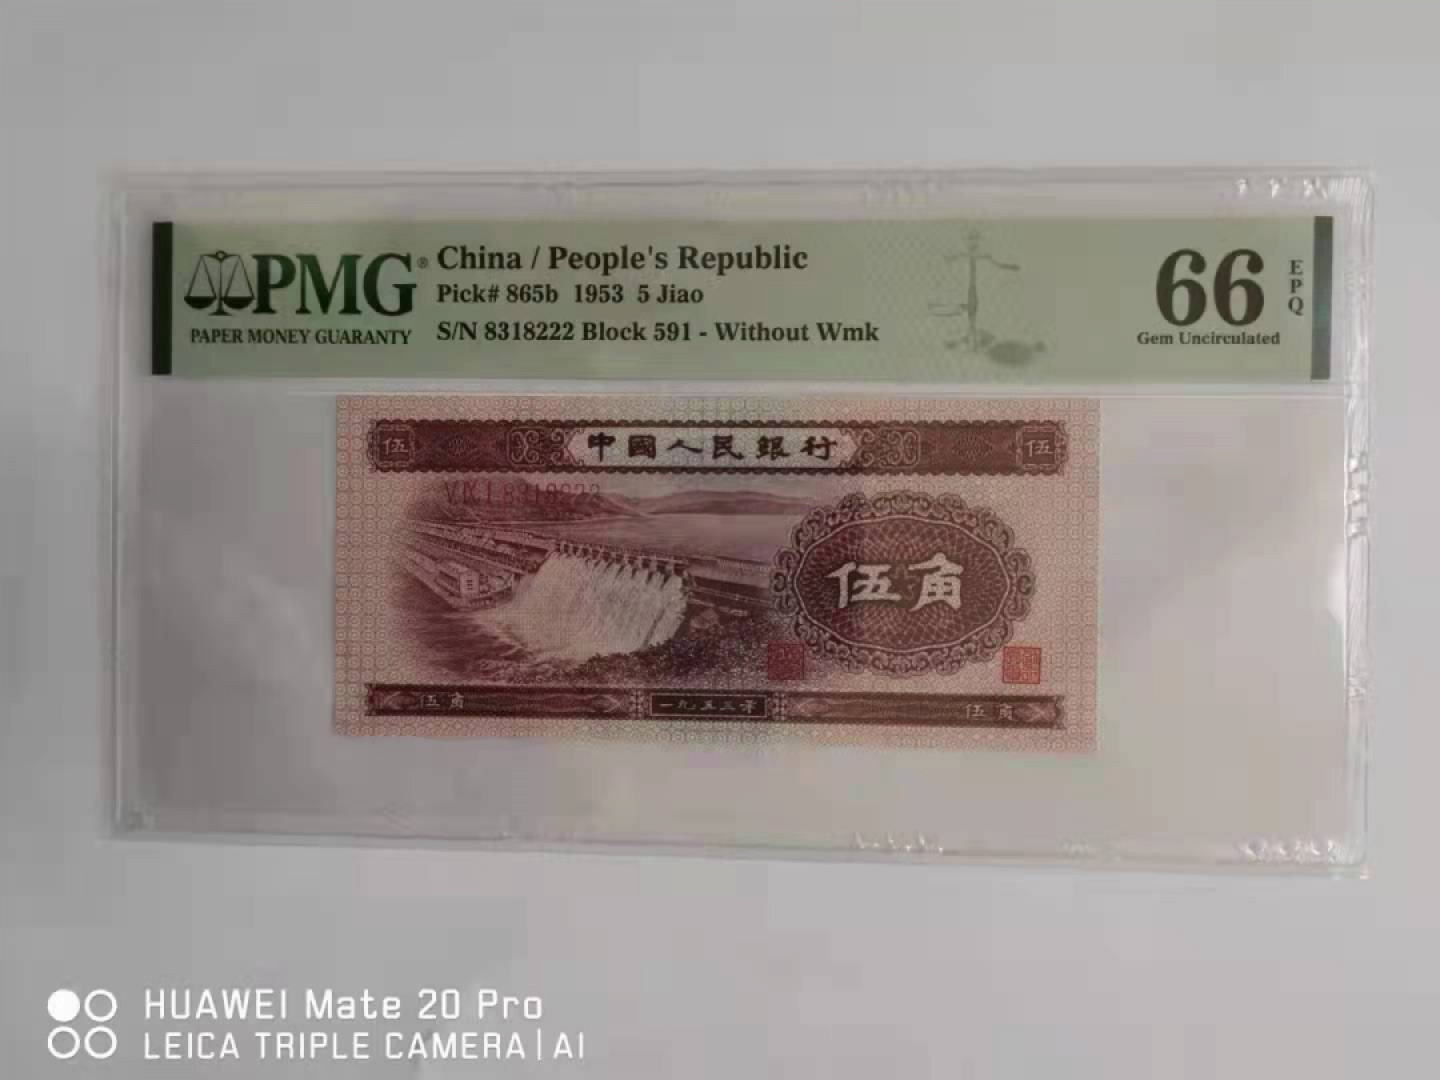 PMG®
PAPER MONEY GUARANTY
China / People's Republic
Pick# 865b 1953 5 Jiao
S/N 8318222 Block 591 - Without Wmk
66
EPQ
Gem Uncirculated
伍 中國人民銀行 伍
伍角
伍角 一九五三年 伍角
HUAWEI Mate 20 Pro
LEICA TRIPLE CAMERA | AI